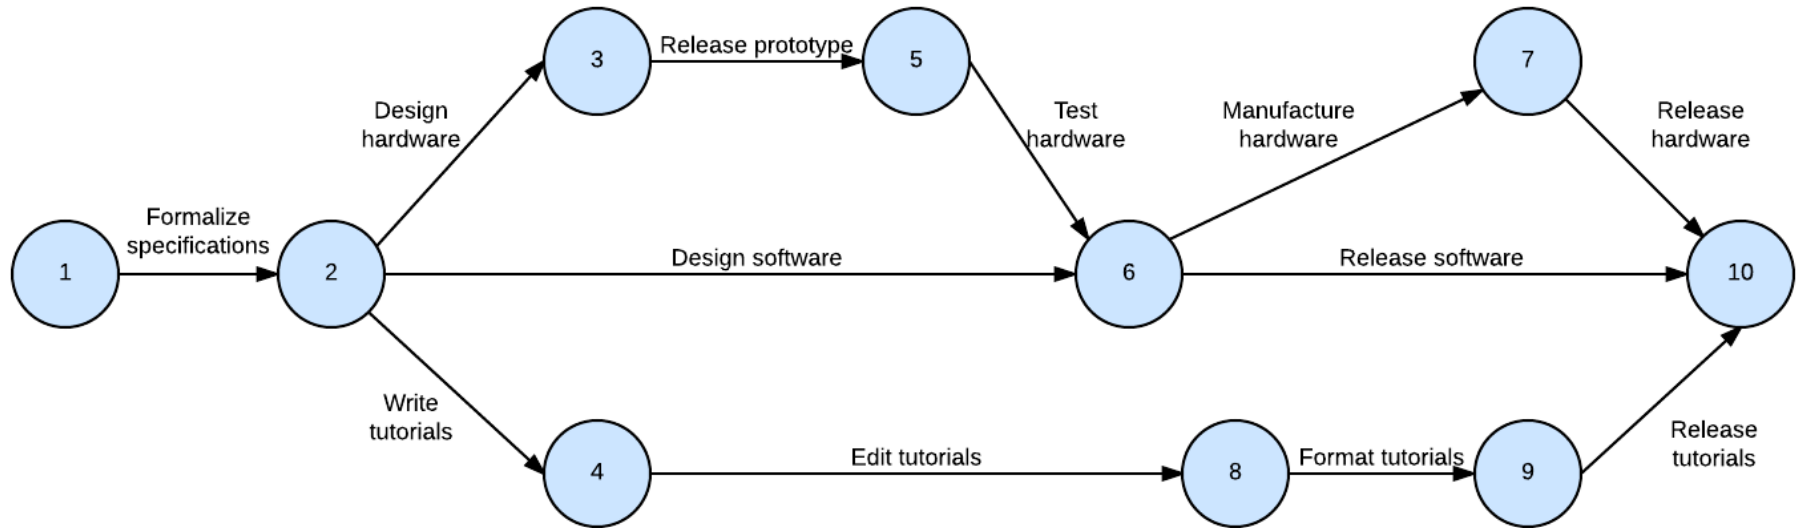 3
Release prototype
5
7
Design
hardware
Test
hardware
Manufacture
hardware
Release
hardware
Formalize
specifications
1
2
Design software
6
Release software
10
Write
tutorials
4
Edit tutorials
8
Format tutorials
9
Release
tutorials